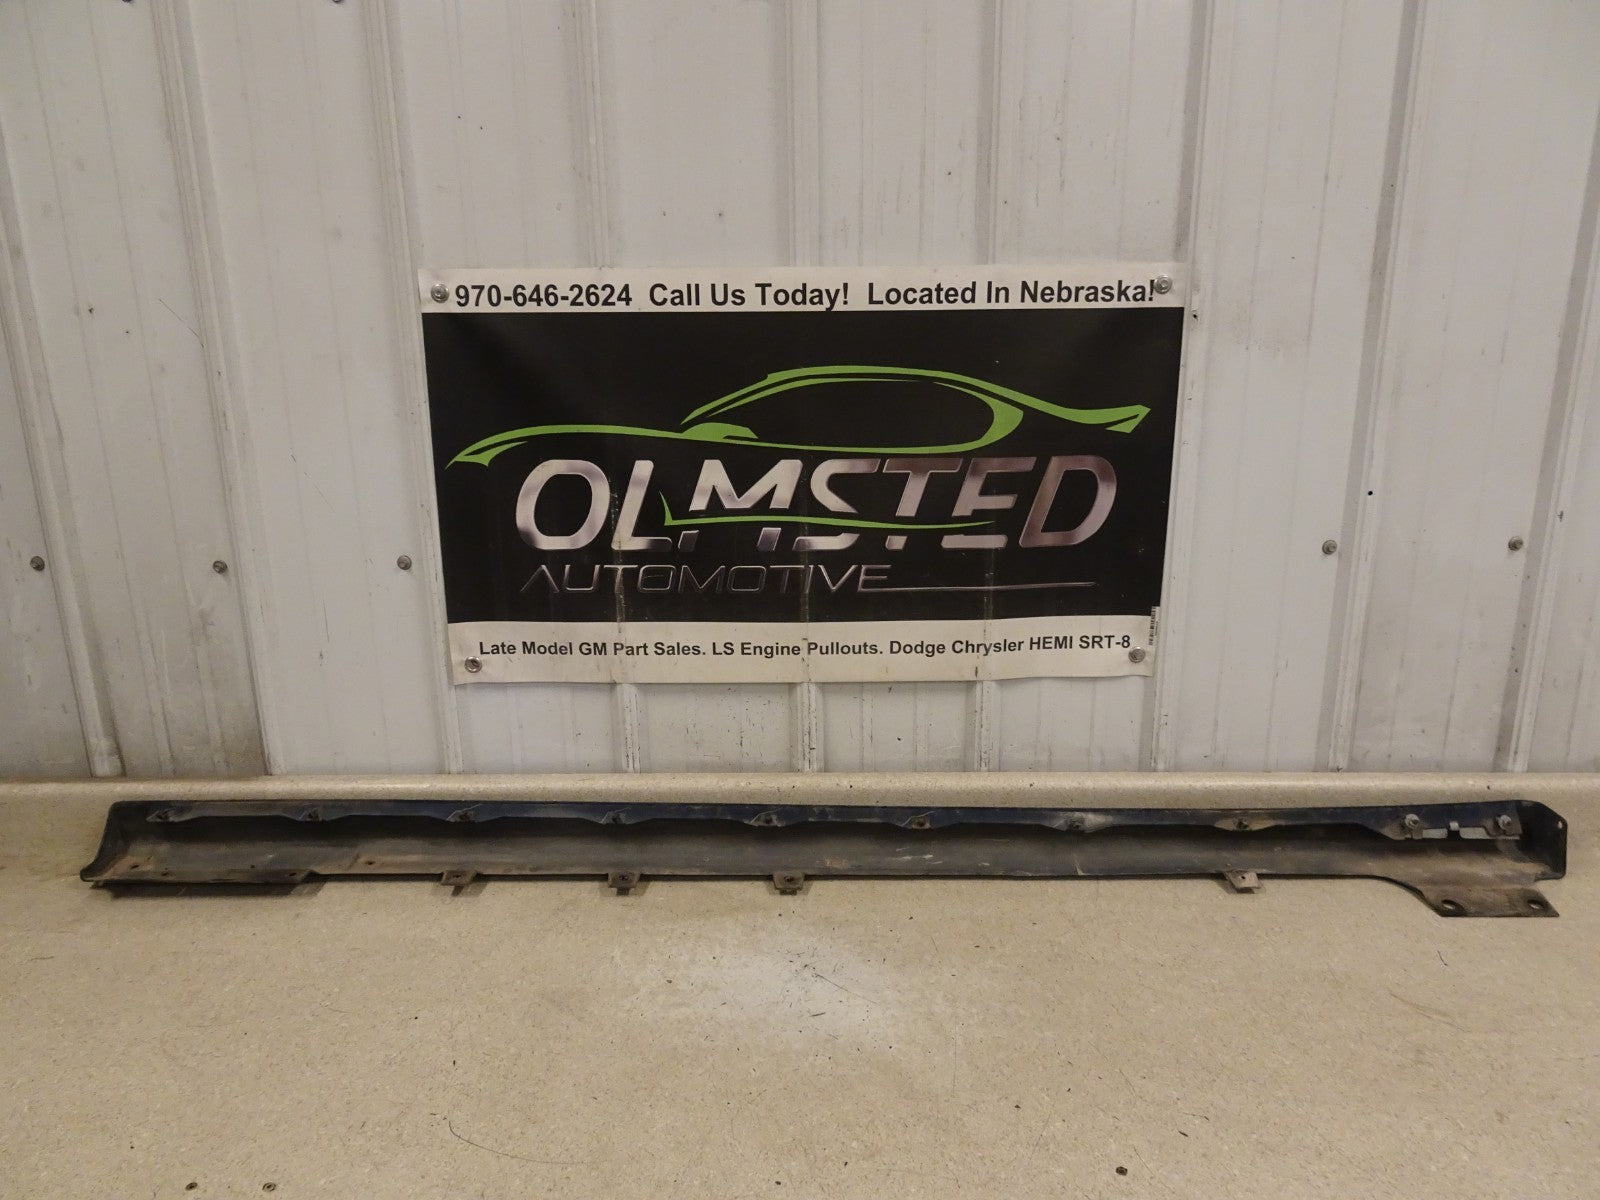 970-646-2624 Call Us Today! Located In Nebraska!
OLMSTED
AUTOMOTIVE
Late Model GM Part Sales. LS Engine Pullouts. Dodge Chrysler HEMI SRT-8